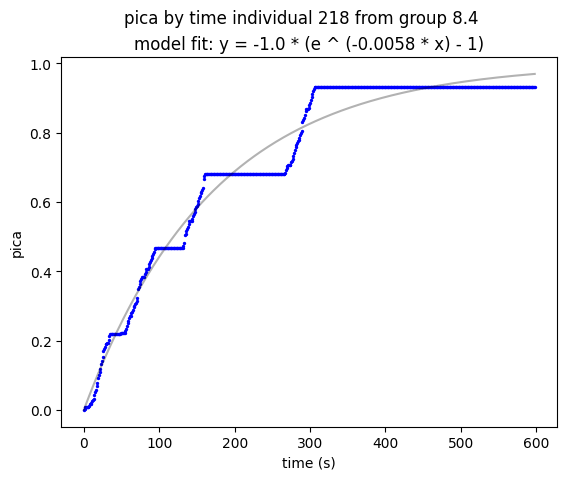 pica by time individual 218 from group 8.4
model fit: y = -1.0 * (e ^ (-0.0058 * x) - 1)
1.0
0.8
0.6
0.4
0.2
0.0
pica
0 100 200 300 400 500 600
time (s)